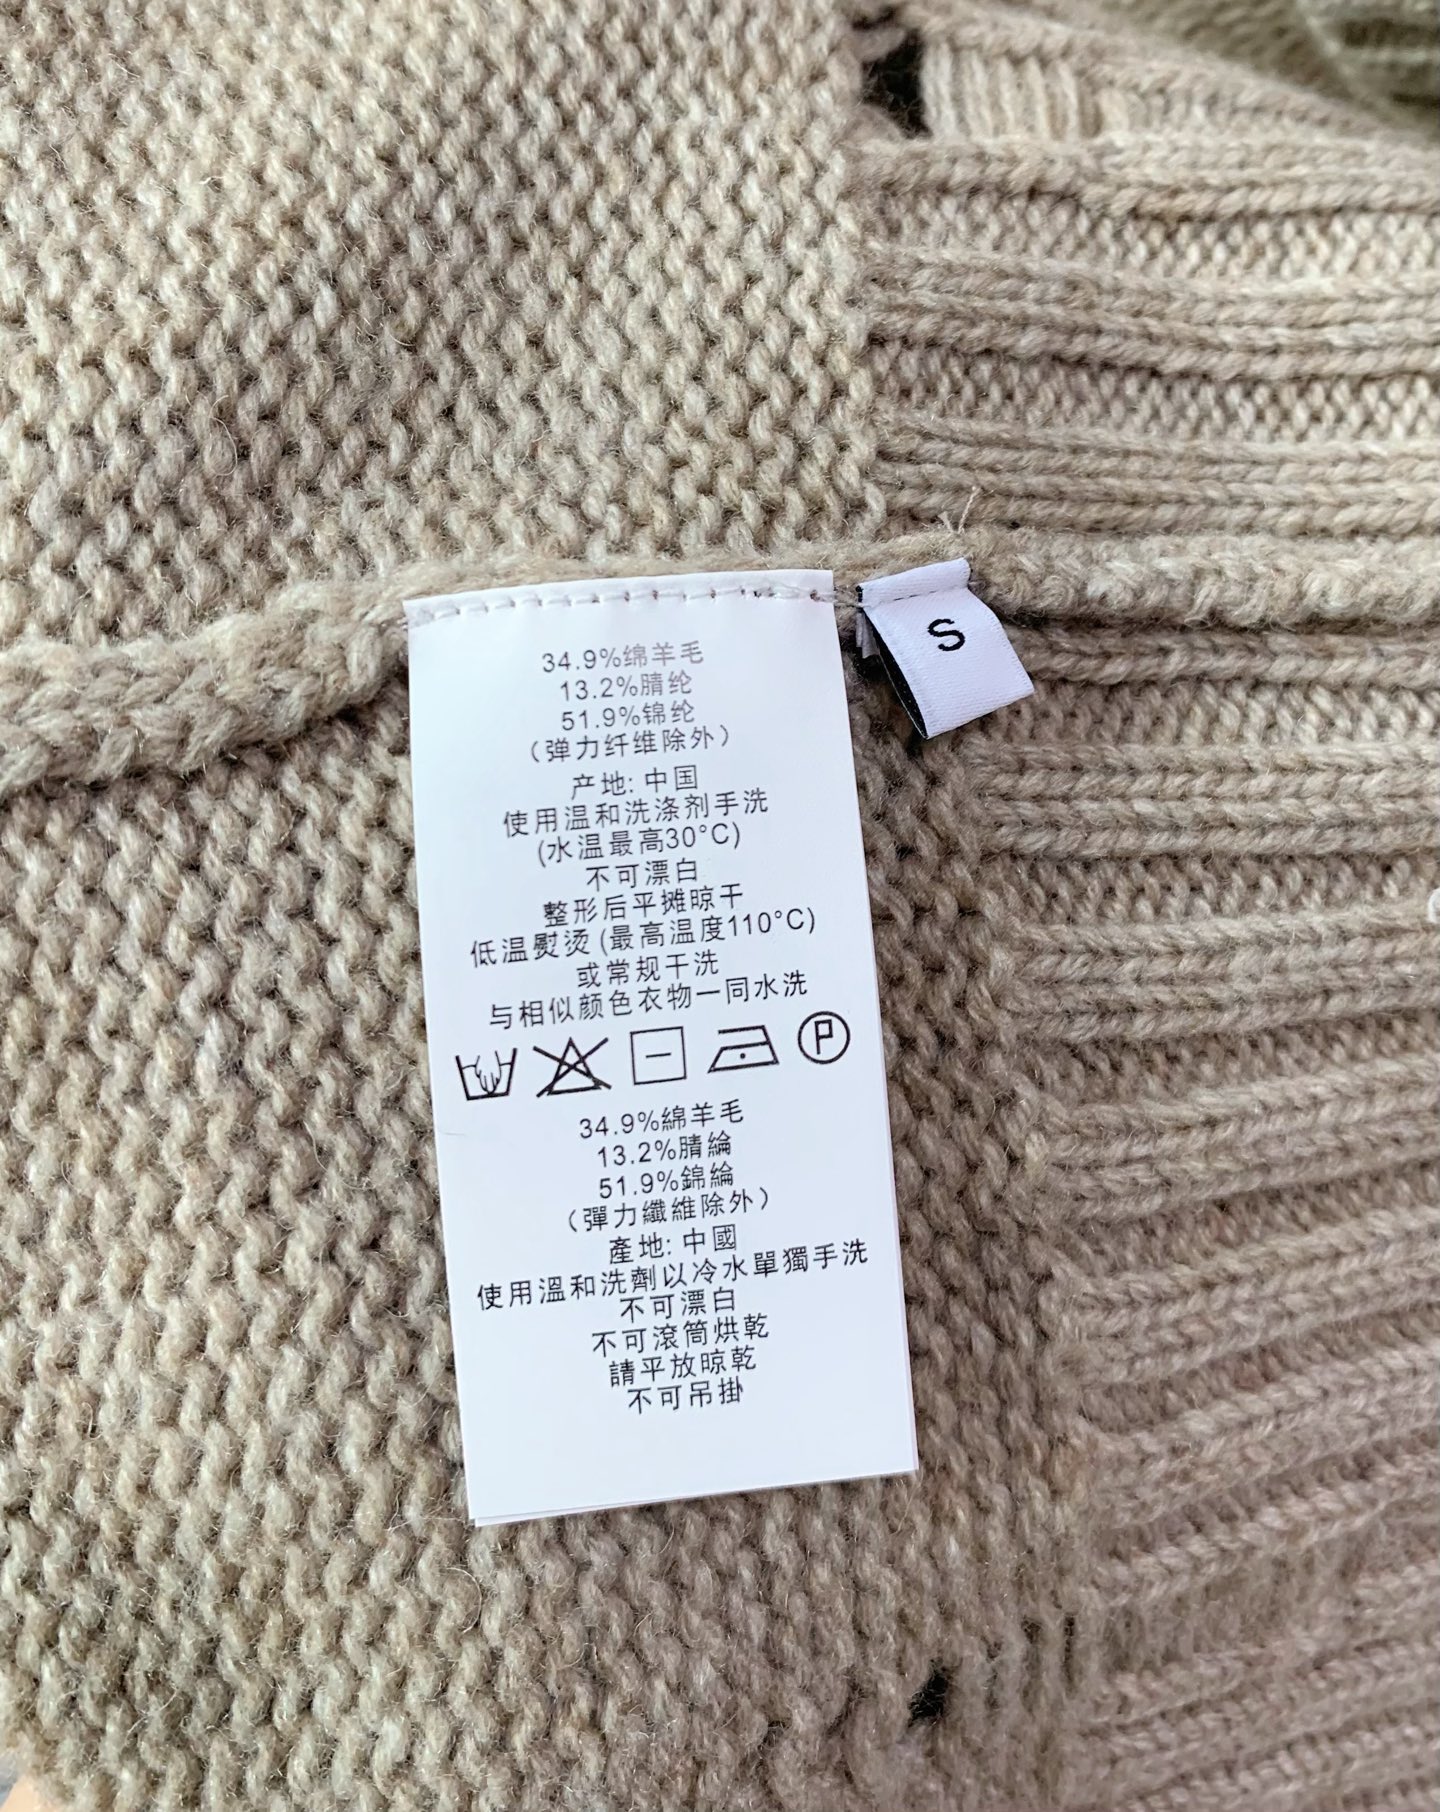 34.9%绵羊毛
13.2%腈纶
51.9%锦纶
（弹力纤维除外）
产地: 中国
使用温和洗涤剂手洗
(水温最高30°C)
不可漂白
整形后平摊晾干
低温熨烫 (最高温度110°C)
或常规干洗
与相似颜色衣物一同水洗
P
34.9%綿羊毛
13.2%腈綸
51.9%錦綸
（彈力纖維除外）
產地: 中國
使用溫和洗劑以冷水單獨手洗
不可漂白
不可滾筒烘乾
請平放晾乾
不可吊掛
S